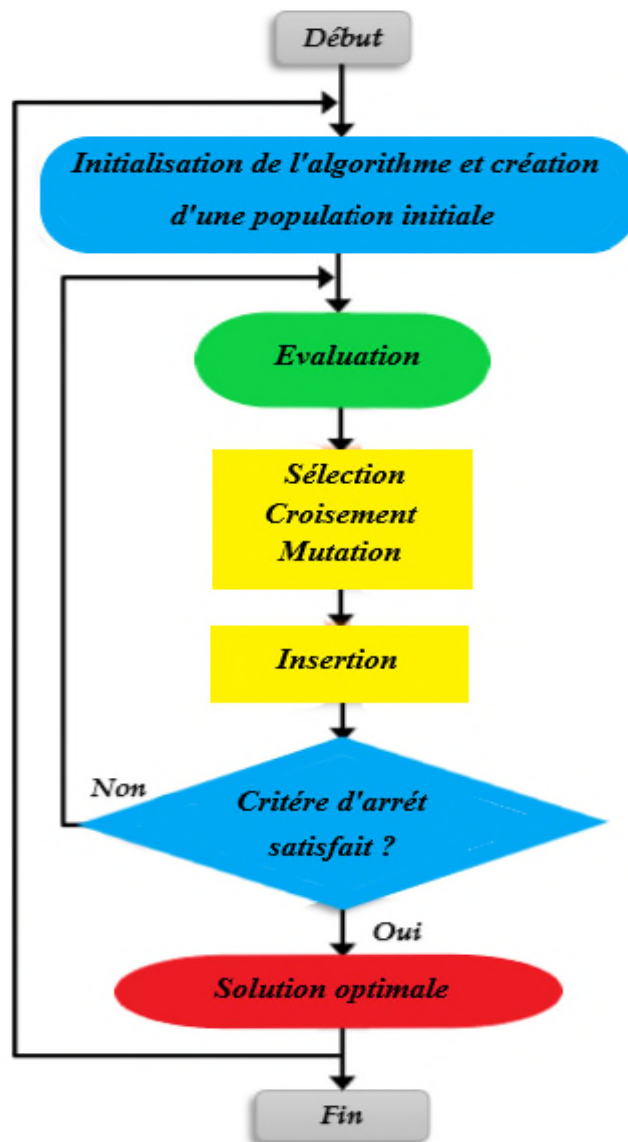 Début
Initialisation de l'algorithme et création
d'une population initiale
Evaluation
Sélection
Croisement
Mutation
Insertion
Non
Critére d'arrét
satisfait ?
Oui
Solution optimale
Fin